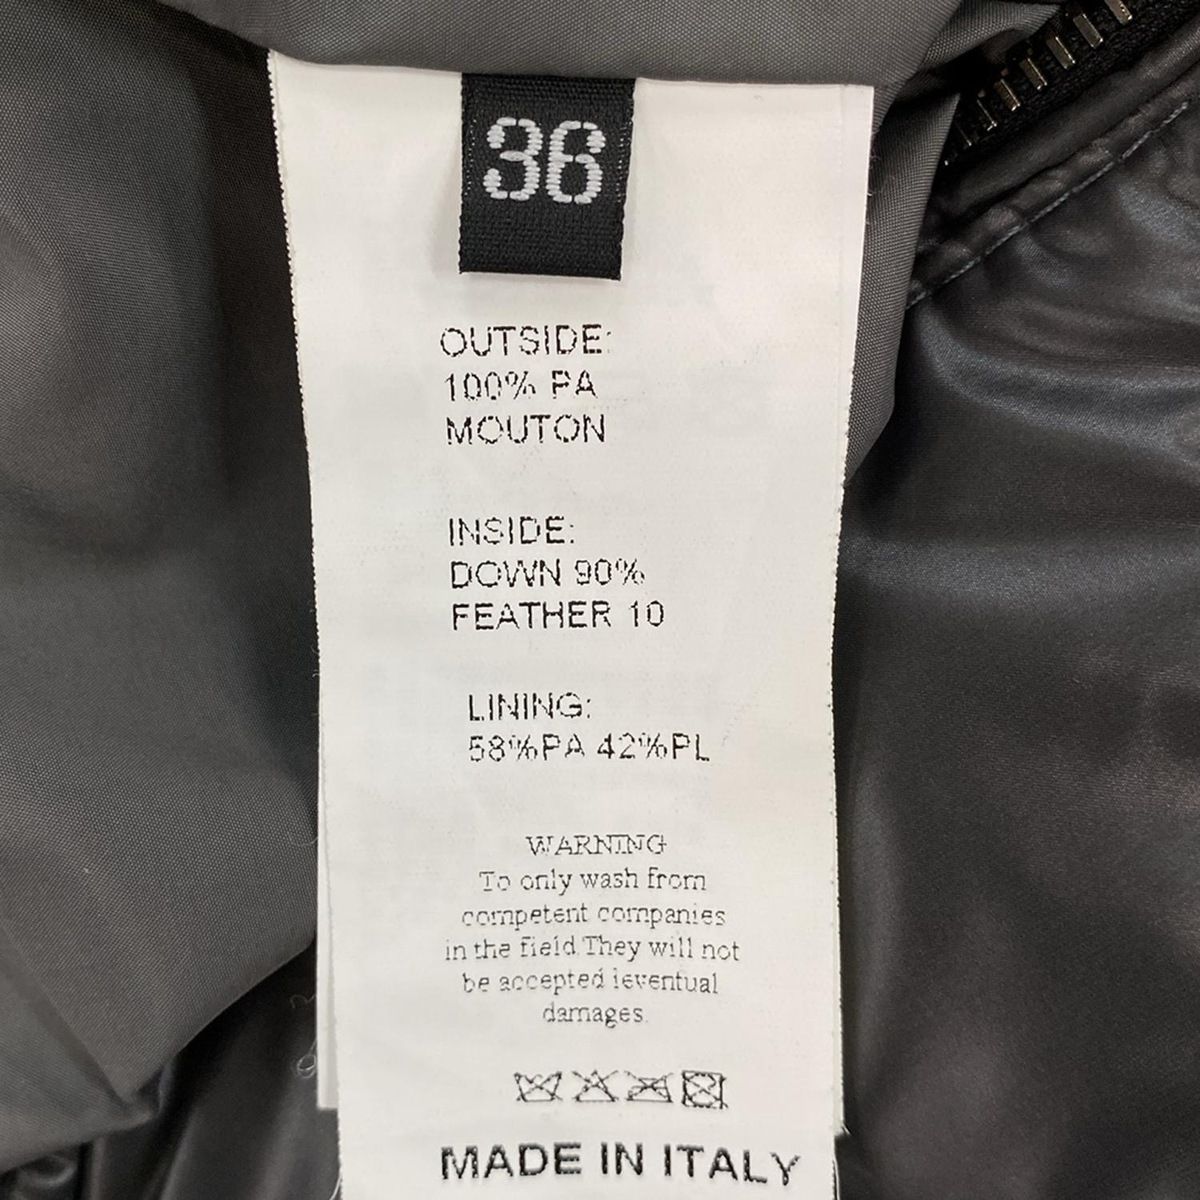 36
OUTSIDE:
100% PA
MOUTON
INSIDE:
DOWN 90%
FEATHER 10
LINING:
58%PA 42%PL
WARNING
To only wash from
competent companies
in the field.They will not
be accepted ieventual
damages.
MADE IN ITALY